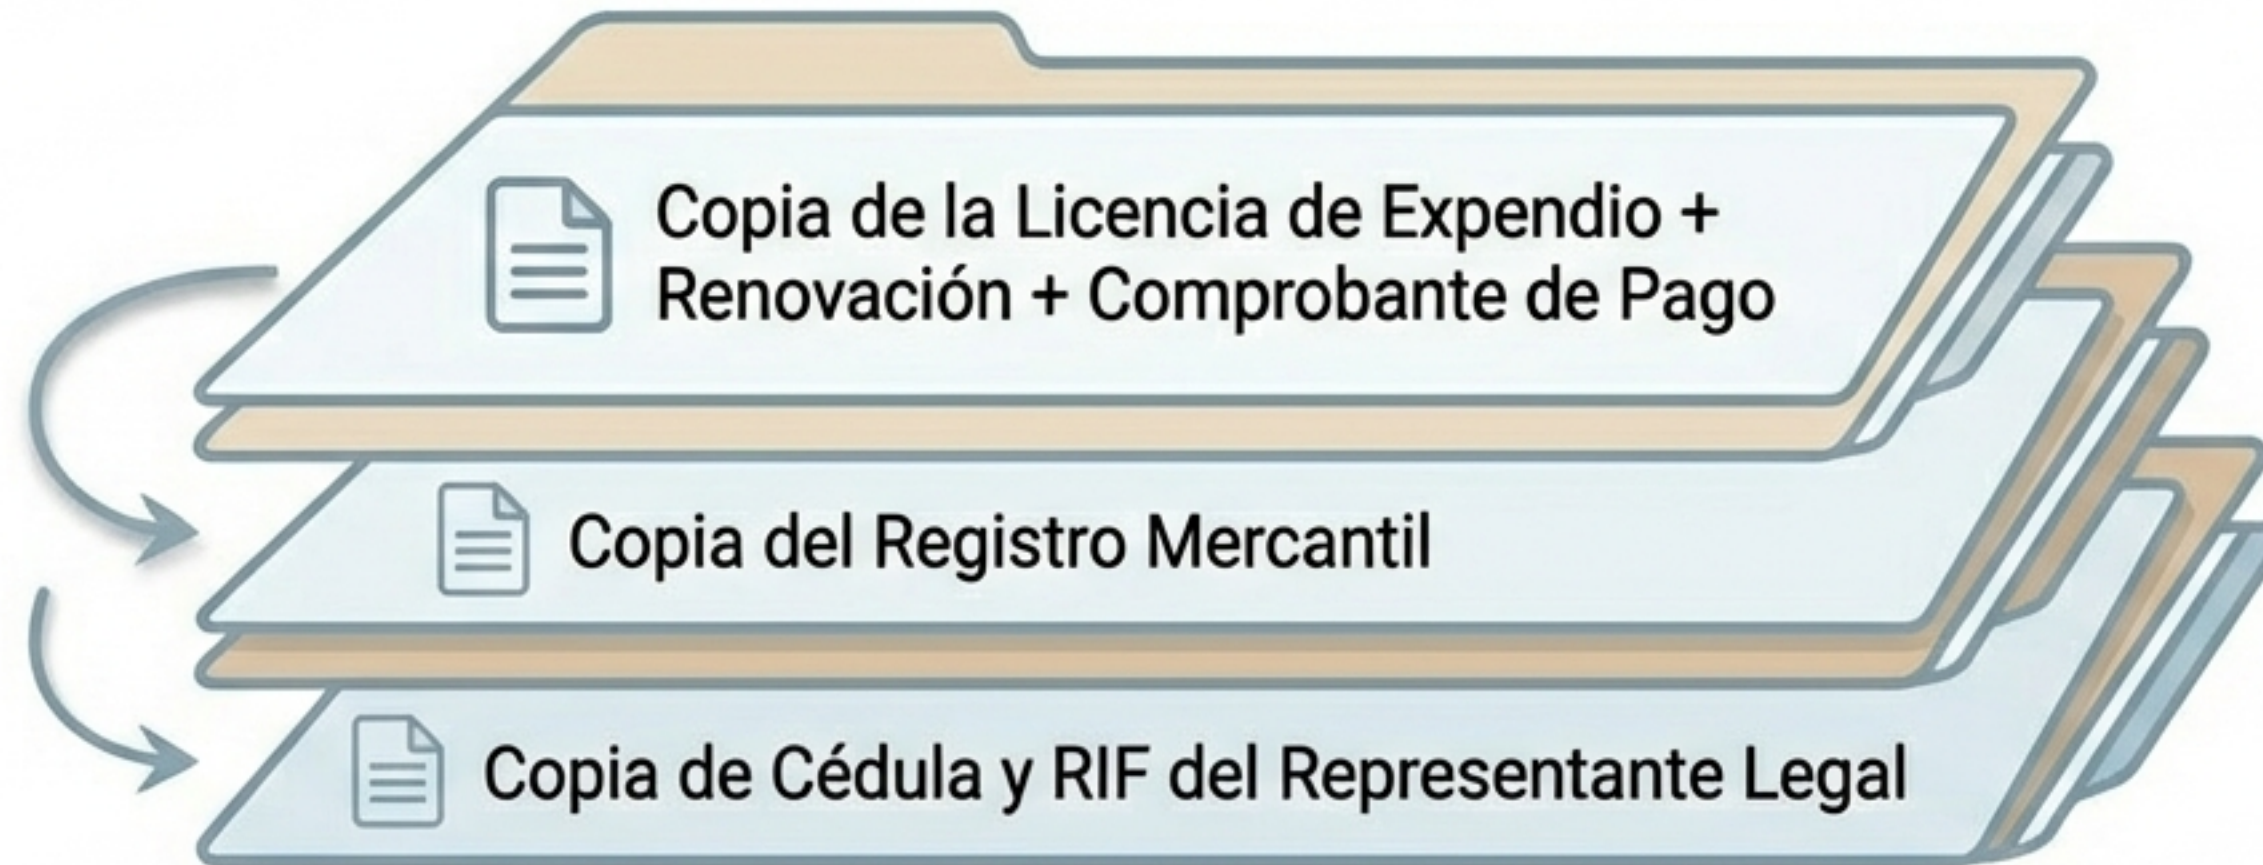 Copia de la Licencia de Expendio +
Renovación + Comprobante de Pago
Copia del Registro Mercantil
Copia de Cédula y RIF del Representante Legal